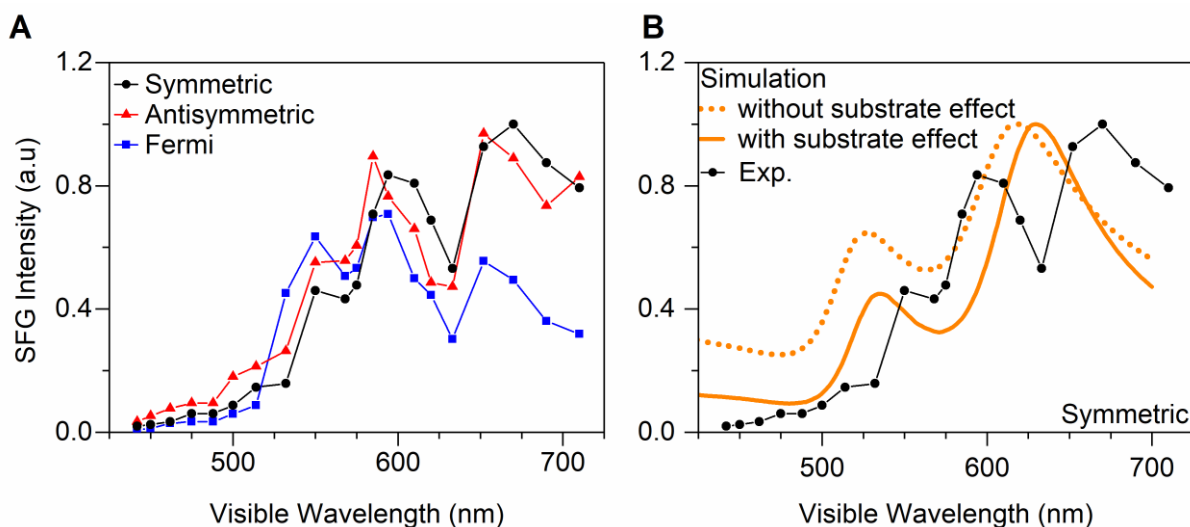 A
1.2
0.8
0.4
0.0
SFG Intensity (a.u)
Symmetric
Antisymmetric
Fermi
500
600
700
Visible Wavelength (nm)
B
1.2
0.8
0.4
0.0
Simulation
without substrate effect
with substrate effect
Exp.
Symmetric
500
600
700
Visible Wavelength (nm)